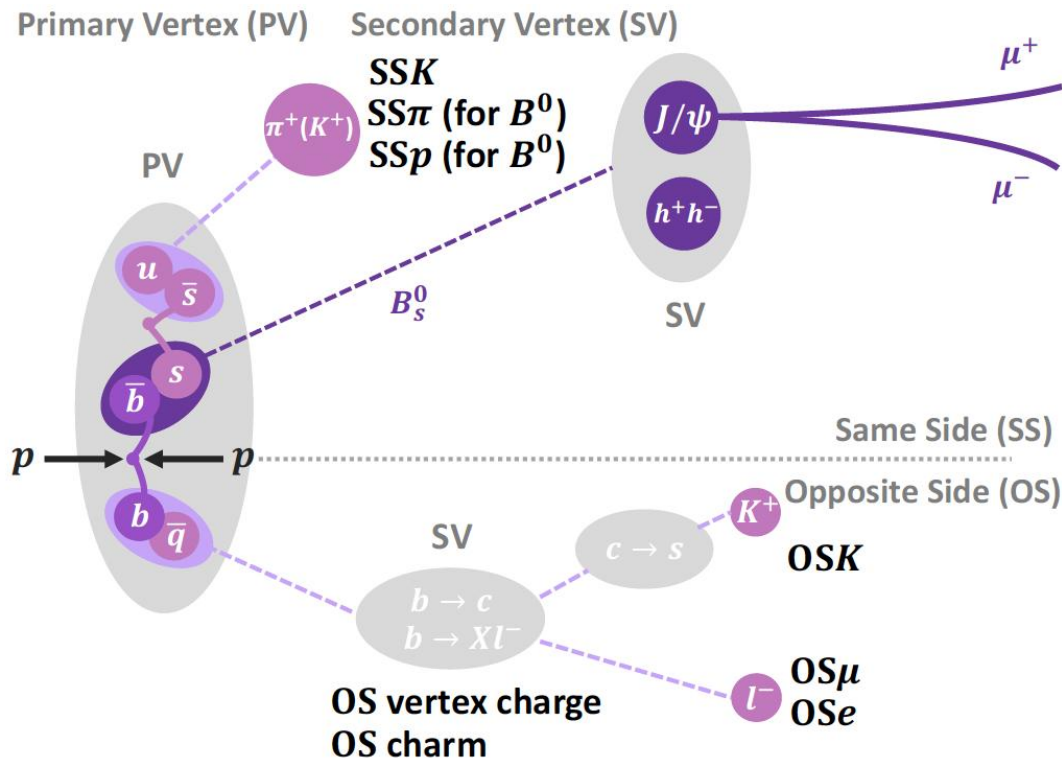 Primary Vertex (PV)
Secondary Vertex (SV)
SSK
SSπ (for B⁰)
SSp (for B⁰)
π⁺(K⁺)
J/ψ
μ⁺
μ⁻
h⁺h⁻
SV
PV
u
s̄
s
b̄
B⁰ₛ
Same Side (SS)
p
p
Opposite Side (OS)
b
q̄
SV
c → s
K⁺
OSK
b → c
b → Xl⁻
l⁻
OSμ
OSe
OS vertex charge
OS charm